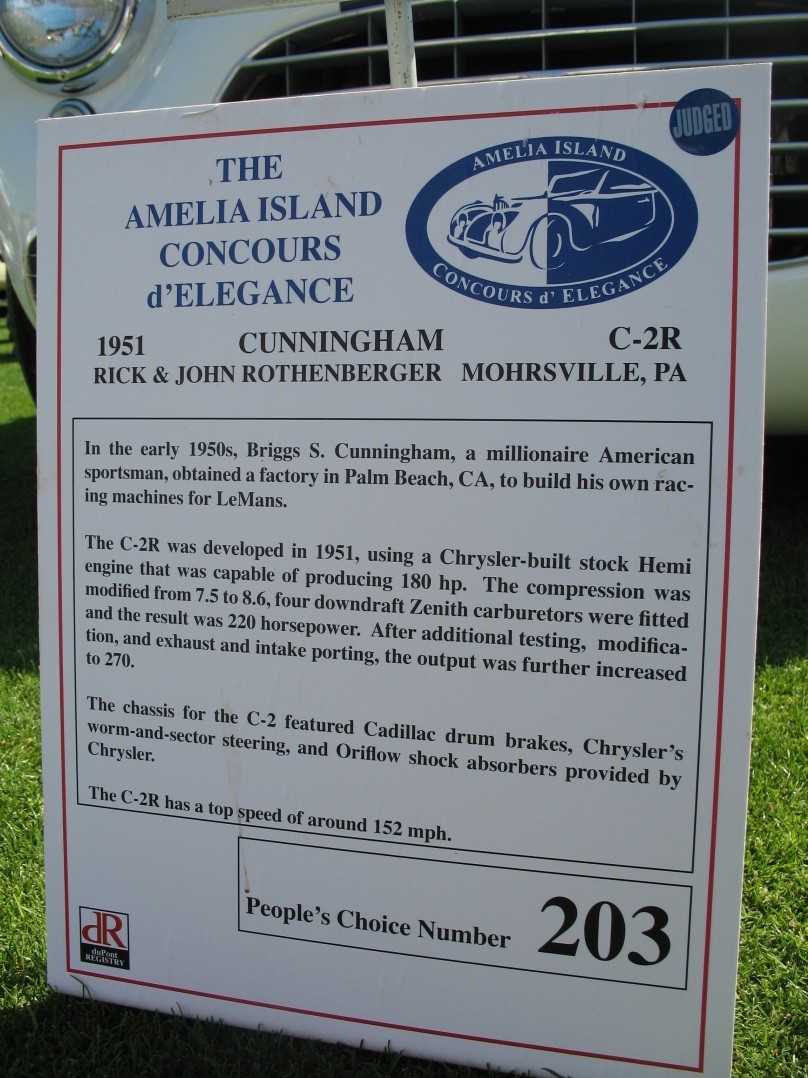 JUDGED
THE
AMELIA ISLAND
CONCOURS
d'ELEGANCE
AMELIA ISLAND
CONCOURS d' ELEGANCE
1951 CUNNINGHAM C-2R
RICK & JOHN ROTHENBERGER MOHRSVILLE, PA
In the early 1950s, Briggs S. Cunningham, a millionaire American
sportsman, obtained a factory in Palm Beach, CA, to build his own rac-
ing machines for LeMans.
The C-2R was developed in 1951, using a Chrysler-built stock Hemi
engine that was capable of producing 180 hp. The compression was
modified from 7.5 to 8.6, four downdraft Zenith carburetors were fitted
and the result was 220 horsepower. After additional testing, modifica-
tion, and exhaust and intake porting, the output was further increased
to 270.
The chassis for the C-2 featured Cadillac drum brakes, Chrysler's
worm-and-sector steering, and Oriflow shock absorbers provided by
Chrysler.
The C-2R has a top speed of around 152 mph.
People's Choice Number 203
dR
duPont
REGISTRY